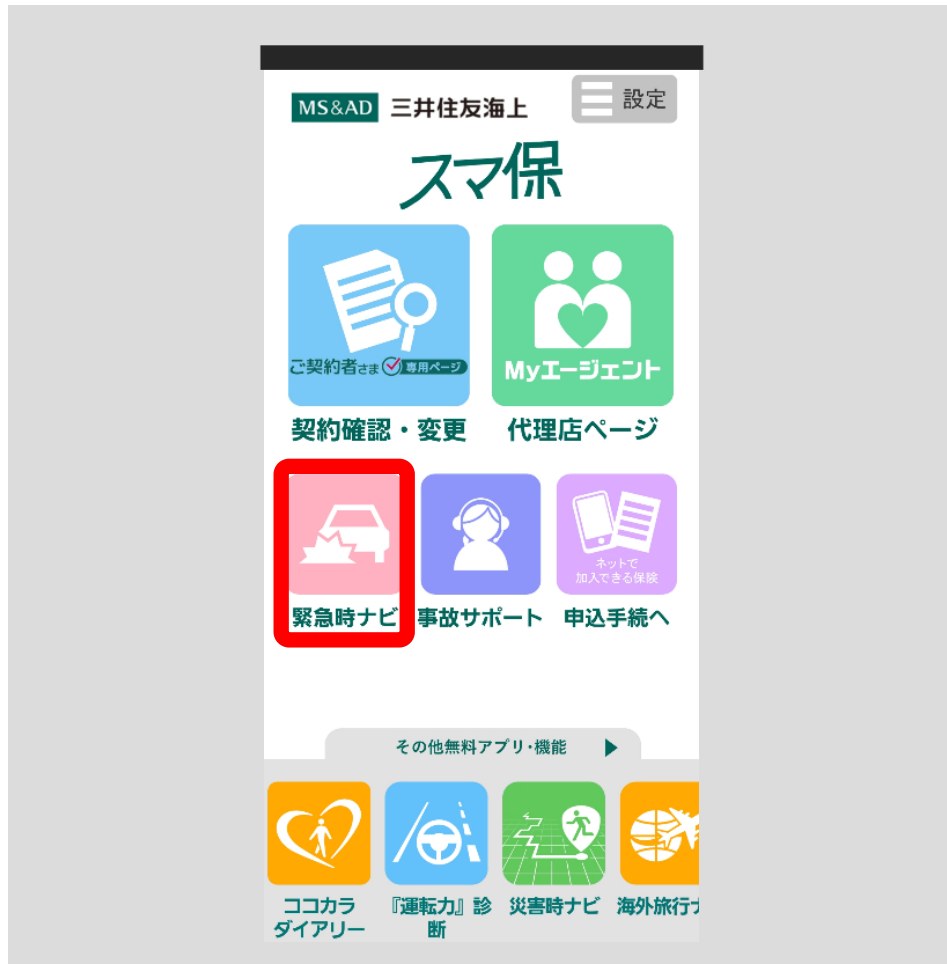 MS&AD 三井住友海上
設定
スマ保
ご契約者さま 専用ページ
Myエージェント
契約確認・変更
代理店ページ
ネットで
加入できる保険
緊急時ナビ
事故サポート
申込手続へ
その他無料アプリ・機能
ココカラ
ダイアリー
『運転力』診
断
災害時ナビ
海外旅行ナ